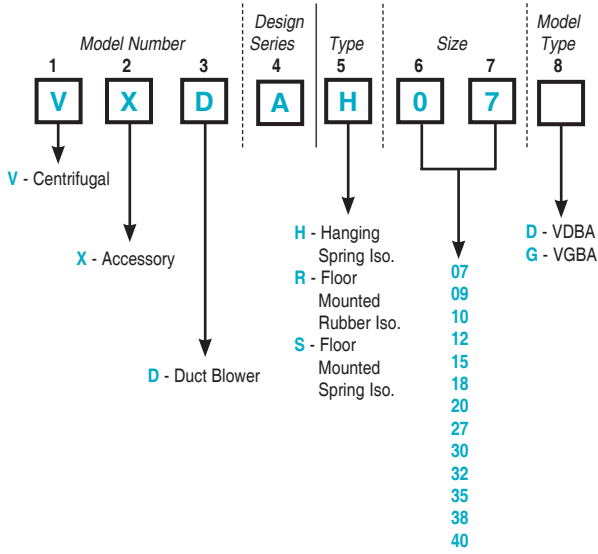 Model Number
Design
Series
Type
Size
Model
Type
1 2 3 4 5 6 7 8
V X D A H 0 7
V - Centrifugal
X - Accessory
D - Duct Blower
H - Hanging
Spring Iso.
R - Floor
Mounted
Rubber Iso.
S - Floor
Mounted
Spring Iso.
07
09
10
12
15
18
20
27
30
32
35
38
40
D - VDBA
G - VGBA